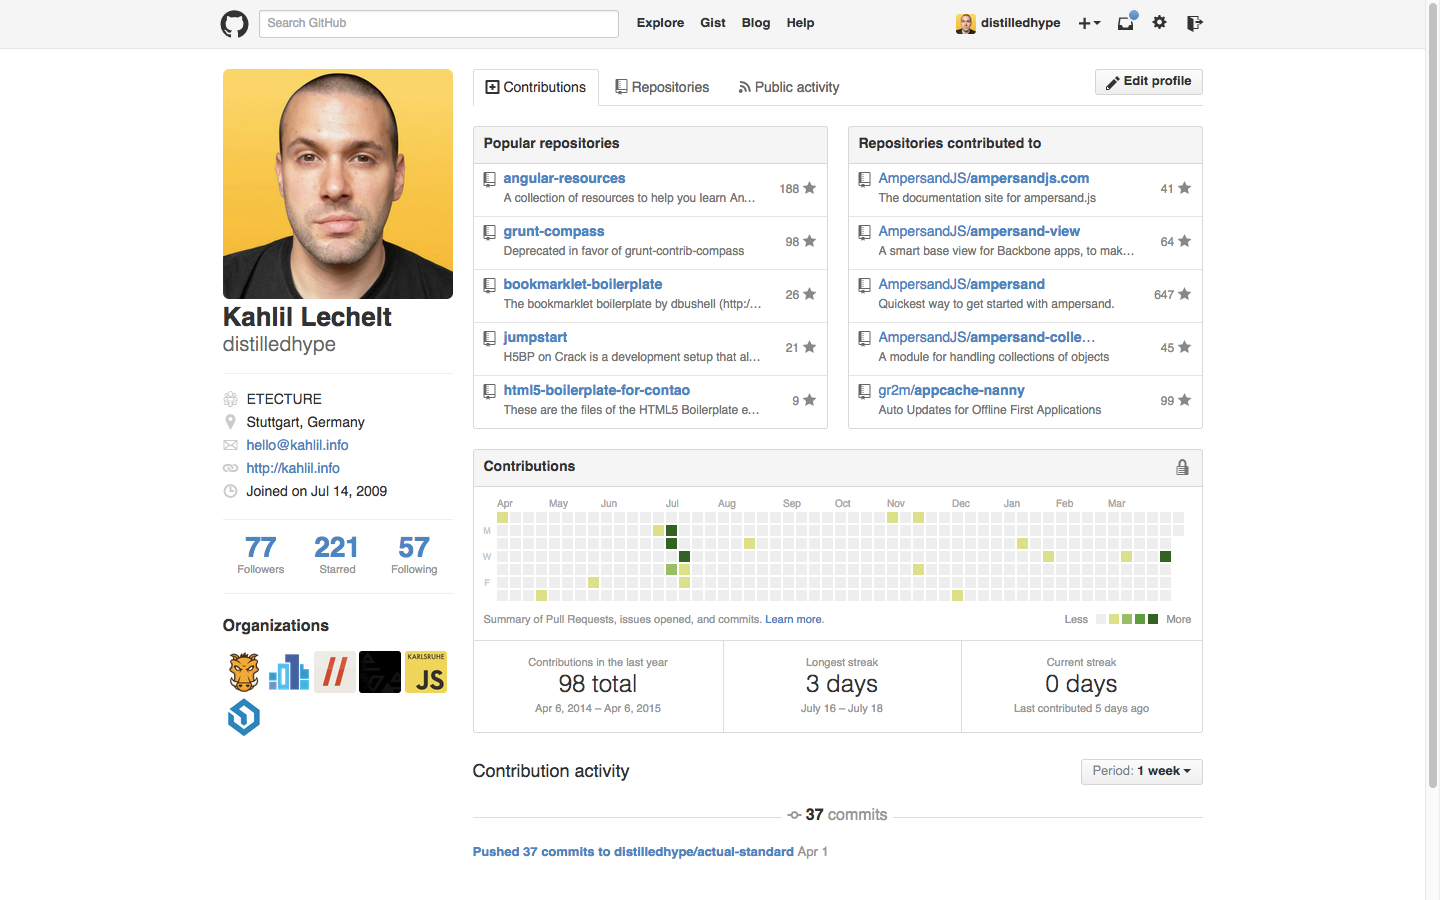 Search GitHub
Explore Gist Blog Help
distilledhype
Contributions Repositories Public activity
Edit profile
Kahlil Lechelt
distilledhype
ETECTURE
Stuttgart, Germany
hello@kahlil.info
http://kahlil.info
Joined on Jul 14, 2009
77 221 57
Followers Starred Following
Organizations
KARLSRUHE
JS
Popular repositories
angular-resources
A collection of resources to help you learn An…
188
grunt-compass
Deprecated in favor of grunt-contrib-compass
98
bookmarklet-boilerplate
The bookmarklet boilerplate by dbushell (http:/…
26
jumpstart
H5BP on Crack is a development setup that al…
21
html5-boilerplate-for-contao
These are the files of the HTML5 Boilerplate e…
9
Repositories contributed to
AmpersandJS/ampersandjs.com
The documentation site for ampersand.js
41
AmpersandJS/ampersand-view
A smart base view for Backbone apps, to mak…
64
AmpersandJS/ampersand
Quickest way to get started with ampersand.
647
AmpersandJS/ampersand-colle…
A module for handling collections of objects
45
gr2m/appcache-nanny
Auto Updates for Offline First Applications
99
Contributions
Apr May Jun Jul Aug Sep Oct Nov Dec Jan Feb Mar
M
W
F
Summary of Pull Requests, issues opened, and commits. Learn more.
Less More
Contributions in the last year
98 total
Apr 6, 2014 – Apr 6, 2015
Longest streak
3 days
July 16 – July 18
Current streak
0 days
Last contributed 5 days ago
Contribution activity
Period: 1 week
37 commits
Pushed 37 commits to distilledhype/actual-standard Apr 1